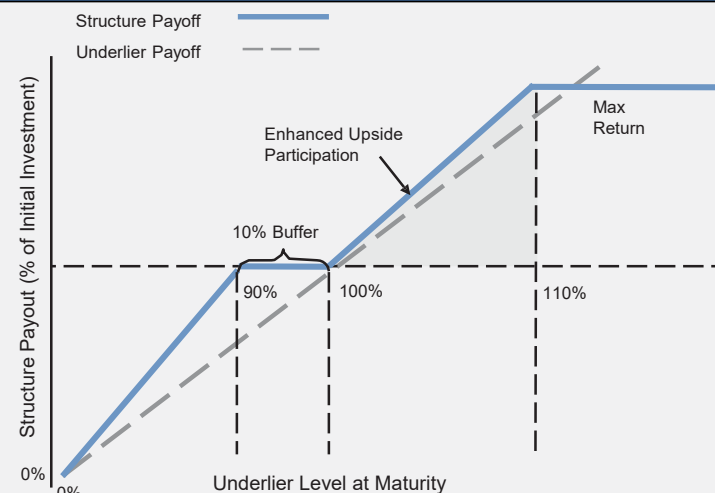 Structure Payoff
Underlier Payoff
Structure Payout (% of Initial Investment)
Enhanced Upside
Participation
Max
Return
10% Buffer
90%
100%
110%
0%
0%
Underlier Level at Maturity